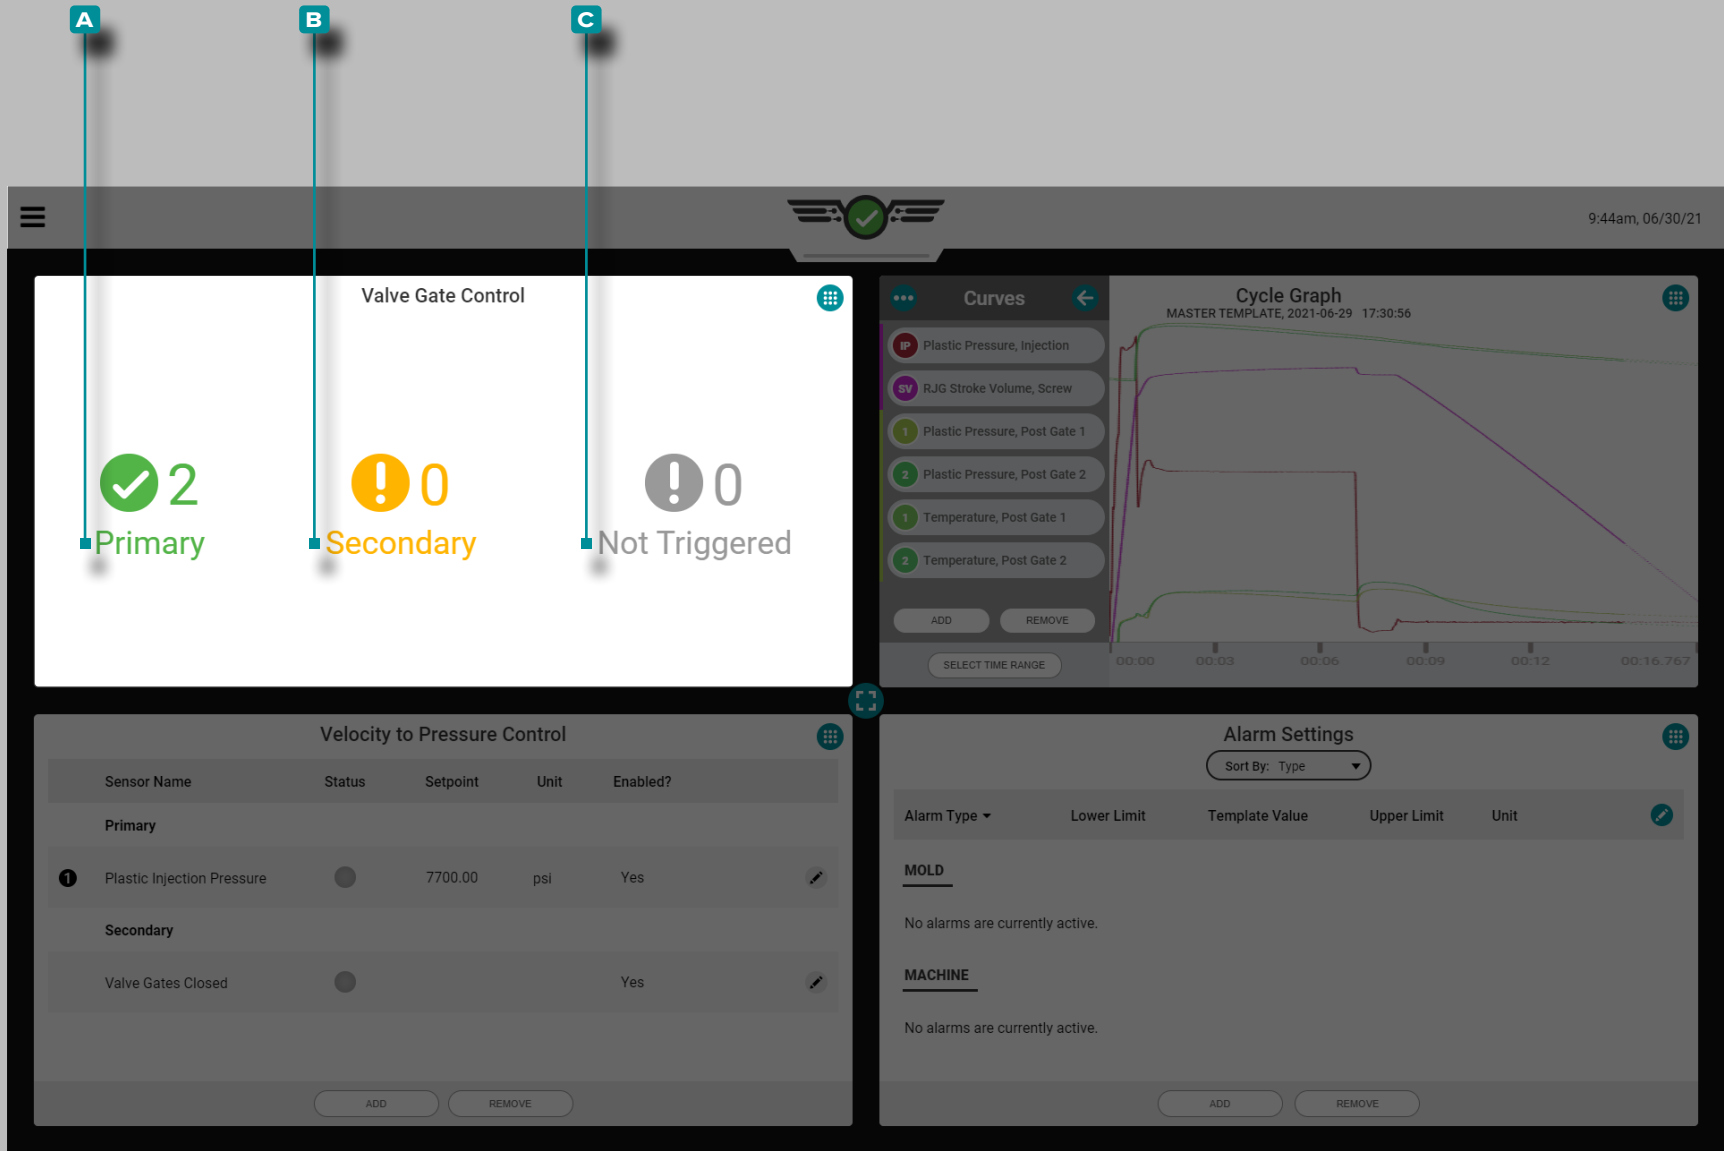 A
B
C
9:44am, 06/30/21
Valve Gate Control
2
Primary
0
Secondary
0
Not Triggered
Curves
IP Plastic Pressure, Injection
SV RJG Stroke Volume, Screw
1 Plastic Pressure, Post Gate 1
2 Plastic Pressure, Post Gate 2
1 Temperature, Post Gate 1
2 Temperature, Post Gate 2
ADD REMOVE
SELECT TIME RANGE
Cycle Graph
MASTER TEMPLATE, 2021-06-29 17:30:56
00:00 00:03 00:06 00:09 00:12 00:16.767
Velocity to Pressure Control
Sensor Name Status Setpoint Unit Enabled?
Primary
1 Plastic Injection Pressure 7700.00 psi Yes
Secondary
Valve Gates Closed Yes
ADD REMOVE
Alarm Settings
Sort By: Type
Alarm Type Lower Limit Template Value Upper Limit Unit
MOLD
No alarms are currently active.
MACHINE
No alarms are currently active.
ADD REMOVE